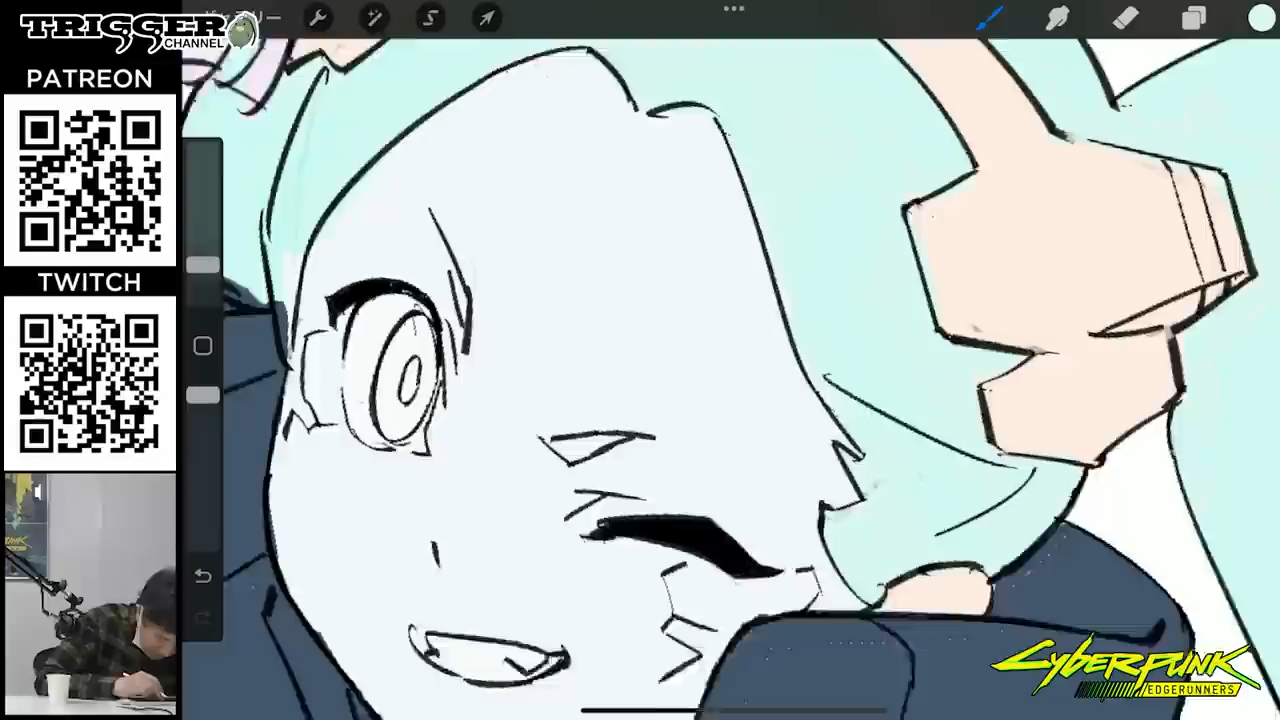 TRIGGER
CHANNEL
PATREON
TWITCH
CYBERPUNK
EDGERUNNERS